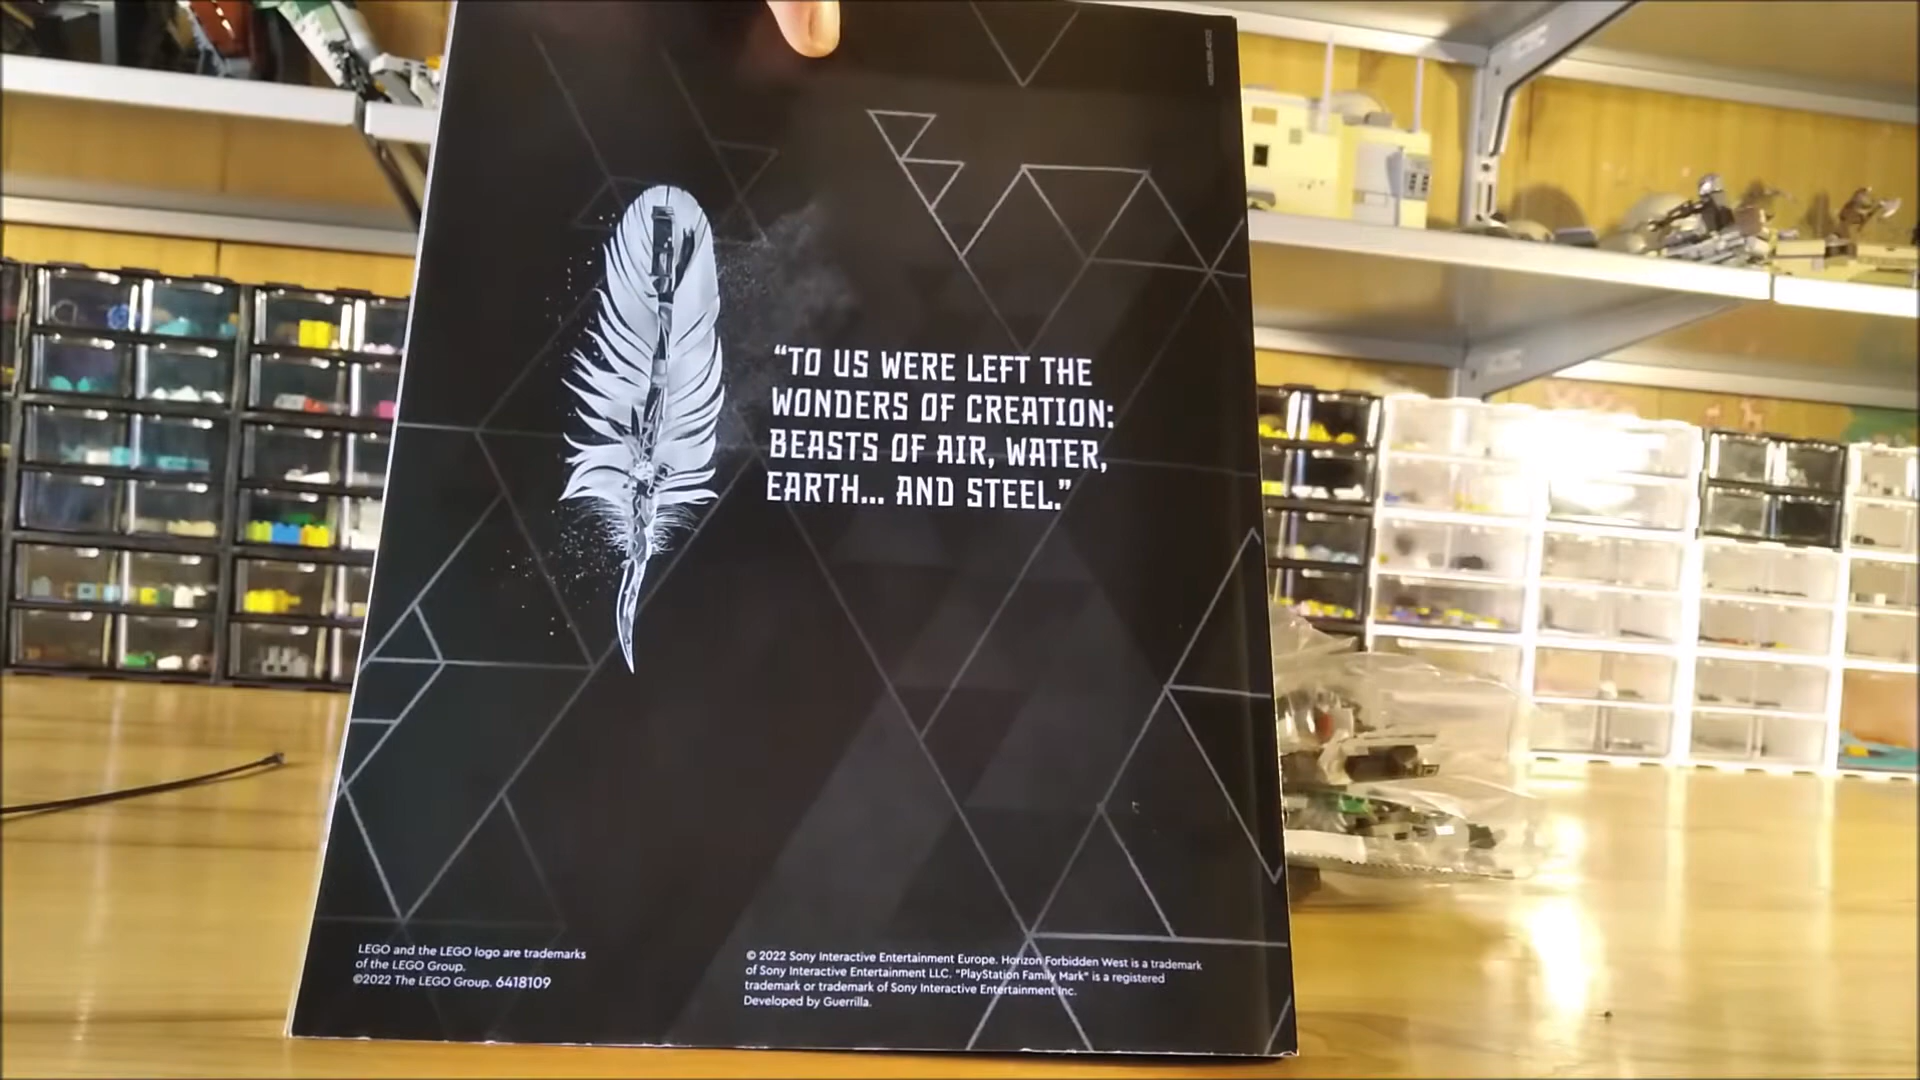 “TO US WERE LEFT THE
WONDERS OF CREATION:
BEASTS OF AIR, WATER,
EARTH... AND STEEL.”
LEGO and the LEGO logo are trademarks
of the LEGO Group.
©2022 The LEGO Group. 6418109
© 2022 Sony Interactive Entertainment Europe. Horizon Forbidden West is a trademark
of Sony Interactive Entertainment LLC. “PlayStation Family Mark” is a registered
trademark or trademark of Sony Interactive Entertainment Inc.
Developed by Guerrilla.